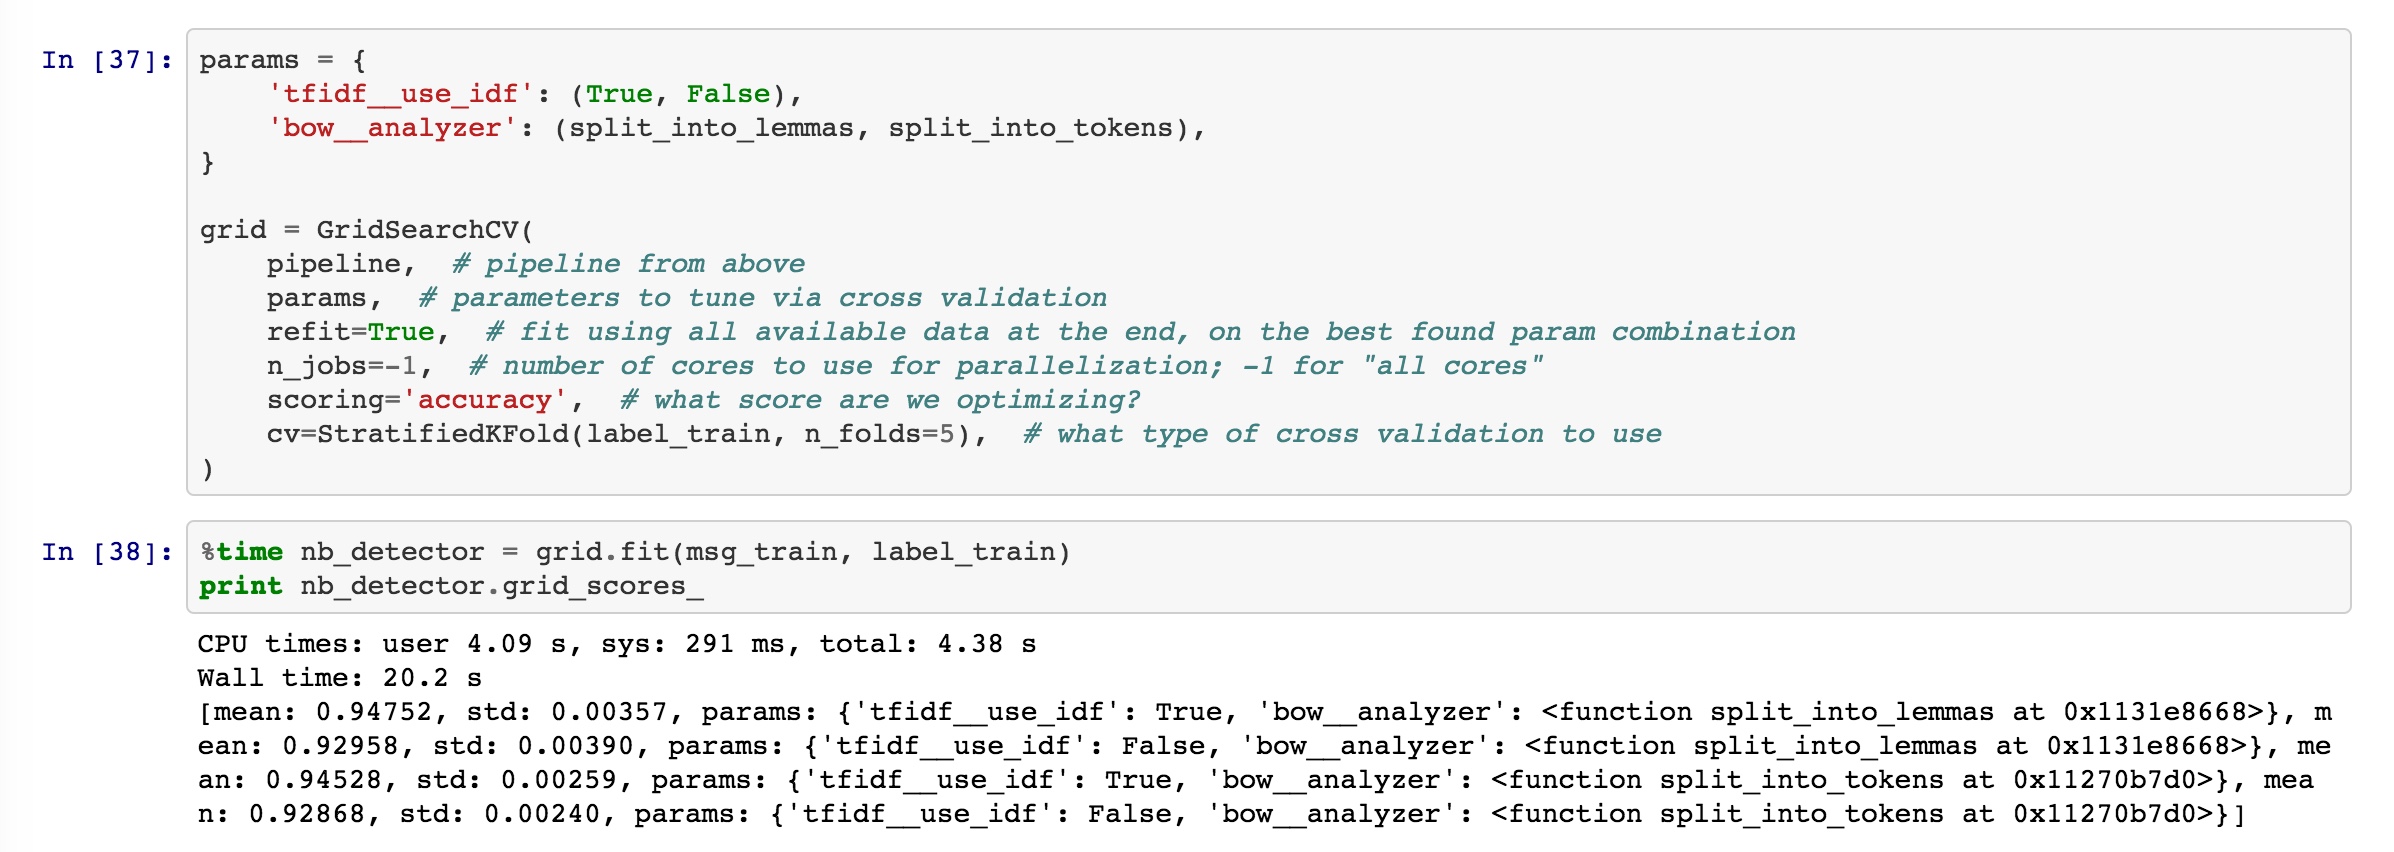 In [37]: params = {
    'tfidf__use_idf': (True, False),
    'bow__analyzer': (split_into_lemmas, split_into_tokens),
}
grid = GridSearchCV(
    pipeline,  # pipeline from above
    params,  # parameters to tune via cross validation
    refit=True,  # fit using all available data at the end, on the best found param combination
    n_jobs=-1,  # number of cores to use for parallelization; -1 for "all cores"
    scoring='accuracy',  # what score are we optimizing?
    cv=StratifiedKFold(label_train, n_folds=5),  # what type of cross validation to use
)
In [38]: %time nb_detector = grid.fit(msg_train, label_train)
print nb_detector.grid_scores_
CPU times: user 4.09 s, sys: 291 ms, total: 4.38 s
Wall time: 20.2 s
[mean: 0.94752, std: 0.00357, params: {'tfidf__use_idf': True, 'bow__analyzer': <function split_into_lemmas at 0x1131e8668>}, m
ean: 0.92958, std: 0.00390, params: {'tfidf__use_idf': False, 'bow__analyzer': <function split_into_lemmas at 0x1131e8668>}, me
an: 0.94528, std: 0.00259, params: {'tfidf__use_idf': True, 'bow__analyzer': <function split_into_tokens at 0x11270b7d0>}, mea
n: 0.92868, std: 0.00240, params: {'tfidf__use_idf': False, 'bow__analyzer': <function split_into_tokens at 0x11270b7d0>}]